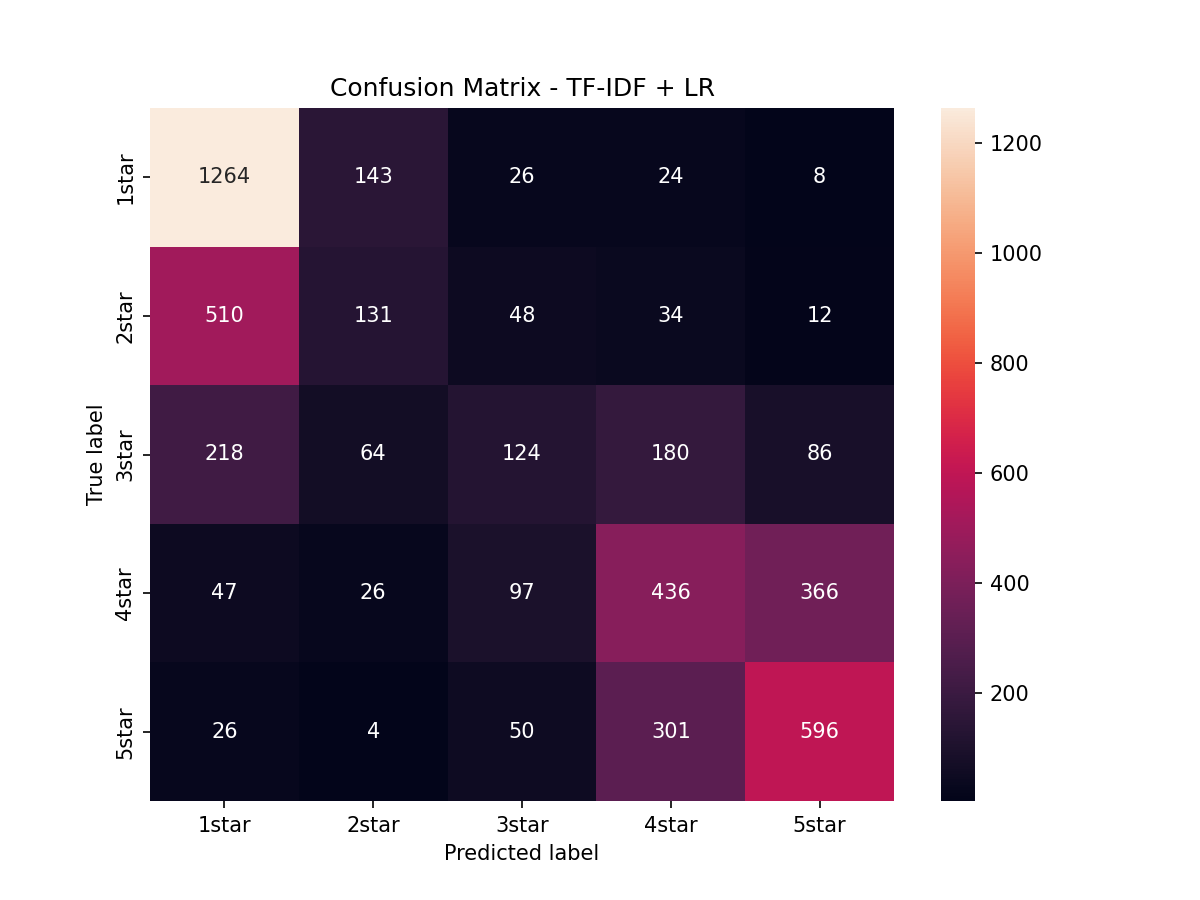 Confusion Matrix - TF-IDF + LR
True label
1star 1264 143 26 24 8
2star 510 131 48 34 12
3star 218 64 124 180 86
4star 47 26 97 436 366
5star 26 4 50 301 596
1star 2star 3star 4star 5star
Predicted label
1200
1000
800
600
400
200